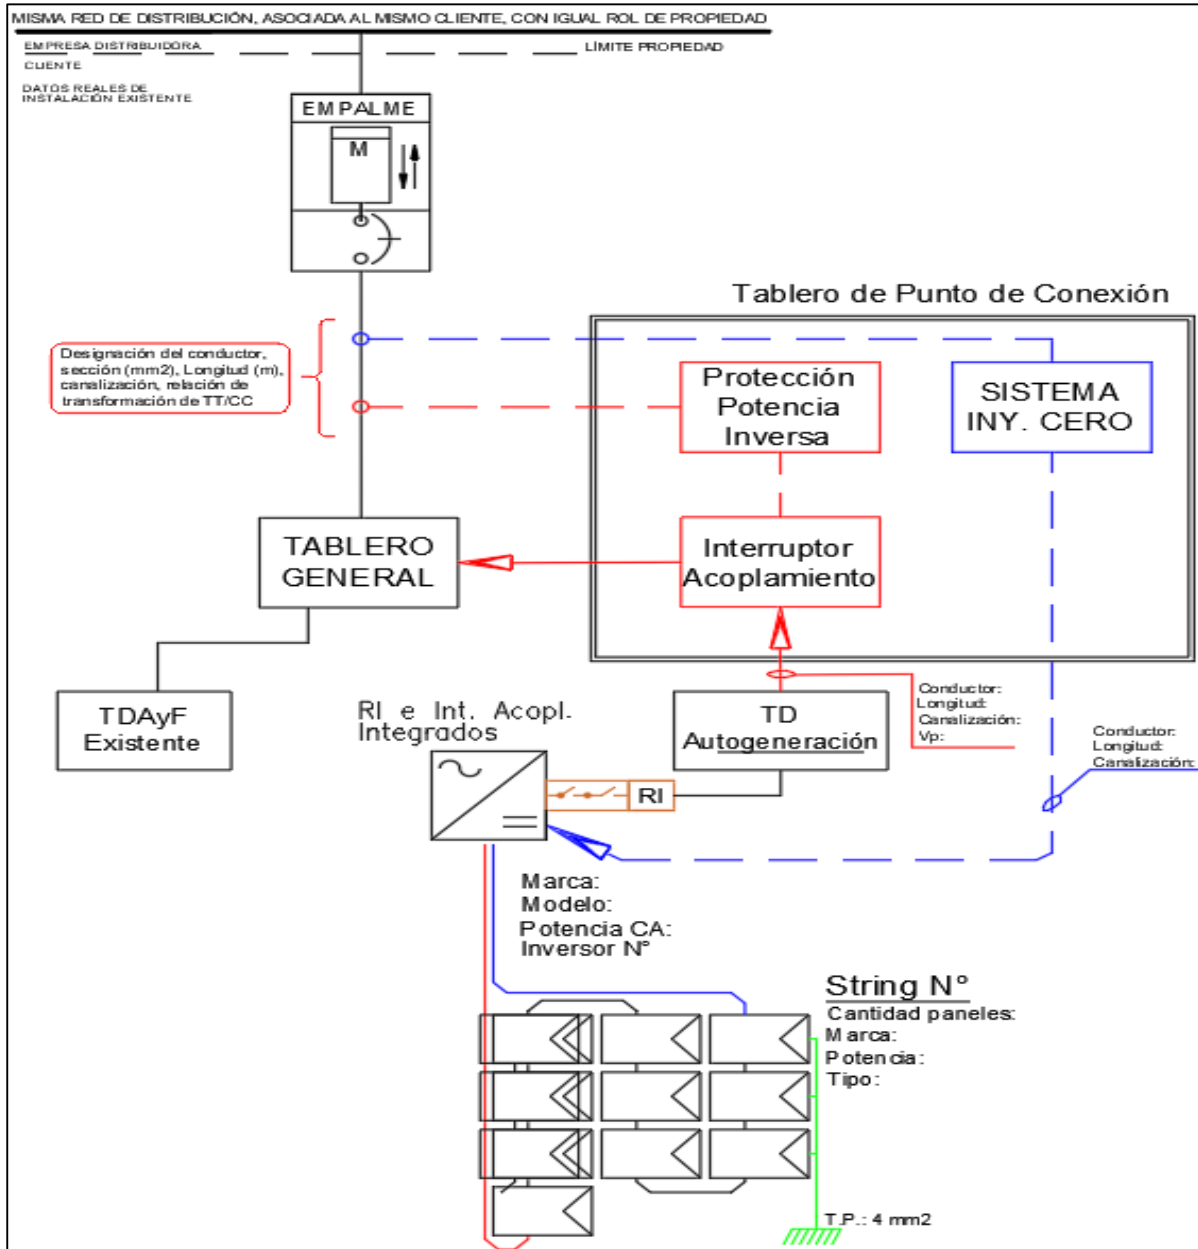 MISMA RED DE DISTRIBUCIÓN, ASOCIADA AL MISMO CLIENTE, CON IGUAL ROL DE PROPIEDAD
EMPRESA DISTRIBUIDORA
LÍMITE PROPIEDAD
CLIENTE
DATOS REALES DE
INSTALACIÓN EXISTENTE
EMPALME
M
Tablero de Punto de Conexión
Designación del conductor,
sección (mm2), Longitud (m),
canalización, relación de
transformación de TT/CC
Protección
Potencia
Inversa
SISTEMA
INY. CERO
TABLERO
GENERAL
Interruptor
Acoplamiento
TDAyF
Existente
RI e Int. Acopl.
Integrados
TD
Autogeneración
Conductor:
Longitud:
Canalización:
Vp:
Conductor:
Longitud:
Canalización:
RI
Marca:
Modelo:
Potencia CA:
Inversor N°
String N°
Cantidad paneles:
Marca:
Potencia:
Tipo:
T.P.: 4 mm2